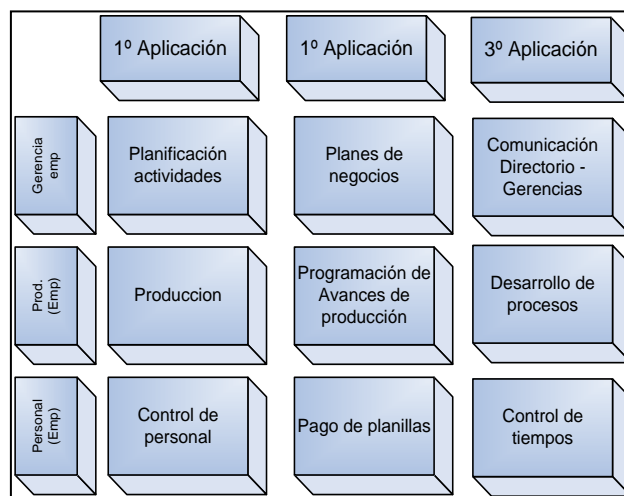 1º Aplicación
1º Aplicación
3º Aplicación
Gerencia
emp
Planificación
actividades
Planes de
negocios
Comunicación
Directorio -
Gerencias
Prod.
(Emp)
Produccion
Programación de
Avances de
producción
Desarrollo de
procesos
Personal
(Emp)
Control de
personal
Pago de planillas
Control de
tiempos